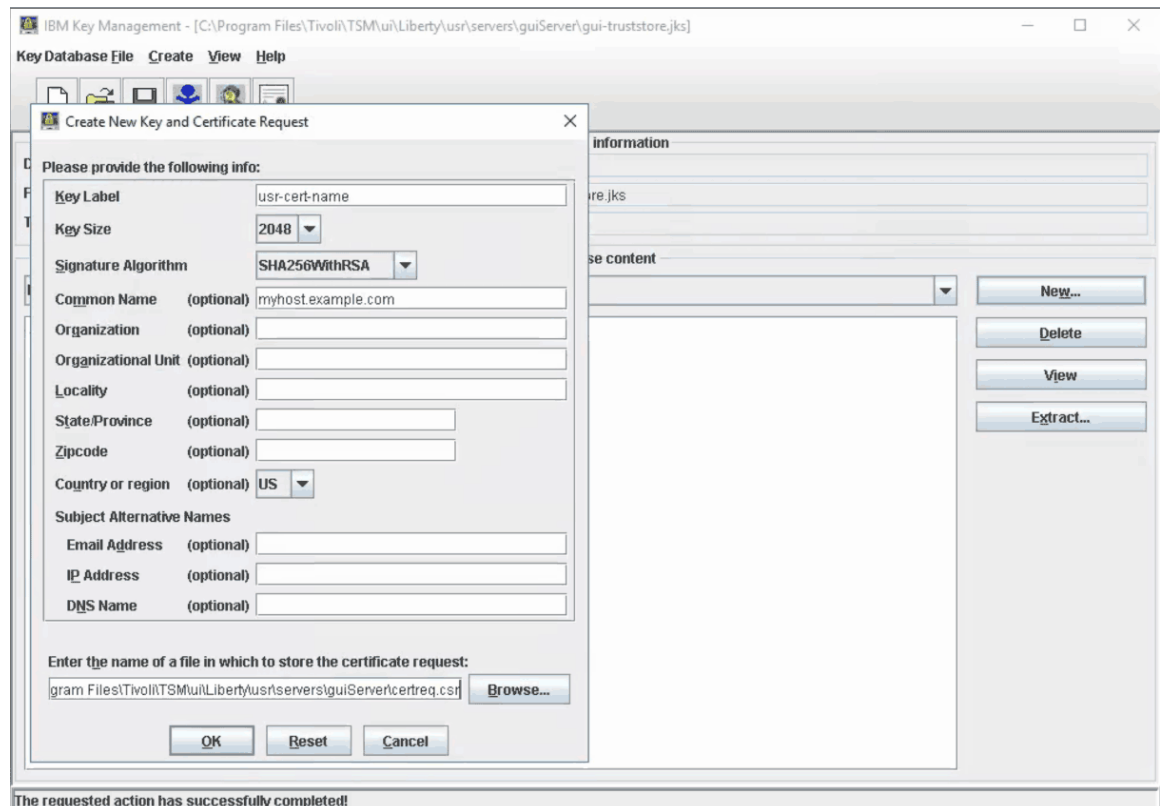 IBM Key Management - [C:\Program Files\Tivoli\TSM\ui\Liberty\usr\servers\guiServer\gui-truststore.jks]
Key Database File Create View Help
Create New Key and Certificate Request
information
Please provide the following info:
Key Label usr-cert-name
re.jks
Key Size 2048
Signature Algorithm SHA256WithRSA
content
Common Name (optional) myhost.example.com
New...
Organization (optional)
Delete
Organizational Unit (optional)
Locality (optional)
View
State/Province (optional)
Extract...
Zipcode (optional)
Country or region (optional) US
Subject Alternative Names
Email Address (optional)
IP Address (optional)
DNS Name (optional)
Enter the name of a file in which to store the certificate request:
gram Files\Tivoli\TSM\ui\Liberty\usr\servers\guiServer\certreq.csr Browse...
OK Reset Cancel
The requested action has successfully completed!